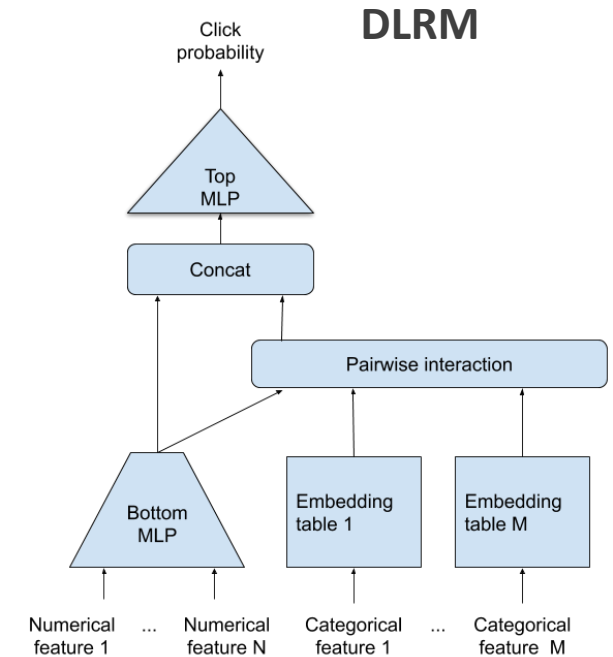 DLRM
Click
probability
Top
MLP
Concat
Pairwise interaction
Bottom
MLP
Embedding
table 1
Embedding
table M
Numerical
feature 1
...
Numerical
feature N
Categorical
feature 1
...
Categorical
feature M